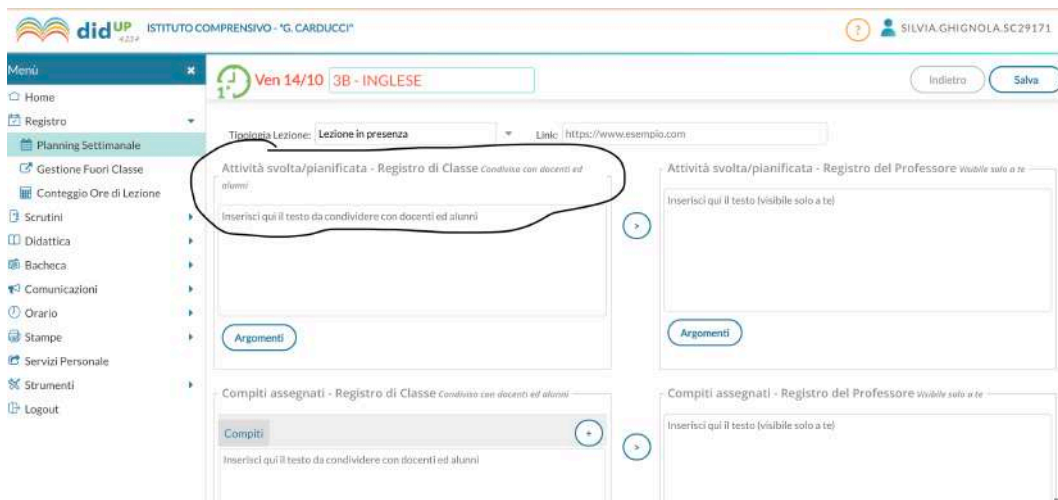 didUP
4.23.4
ISTITUTO COMPRENSIVO - "G. CARDUCCI"
?
SILVIA.GHIGNOLA.SC29171
Menù
Home
Registro
Planning Settimanale
Gestione Fuori Classe
Conteggio Ore di Lezione
Scrutini
Didattica
Bacheca
Comunicazioni
Orario
Stampe
Servizi Personale
Strumenti
Logout
1°
Ven 14/10 3B - INGLESE
Indietro
Salva
Tipologia Lezione: Lezione in presenza
Link: https://www.esempio.com
Attività svolta/pianificata - Registro di Classe Condivisa con docenti ed
alunni
Inserisci qui il testo da condividere con docenti ed alunni
>
Argomenti
Attività svolta/pianificata - Registro del Professore Visibile solo a te
Inserisci qui il testo (visibile solo a te)
Argomenti
Compiti assegnati - Registro di Classe Condiviso con docenti ed alunni
Compiti
+
Inserisci qui il testo da condividere con docenti ed alunni
>
Compiti assegnati - Registro del Professore Visibile solo a te
Inserisci qui il testo (visibile solo a te)